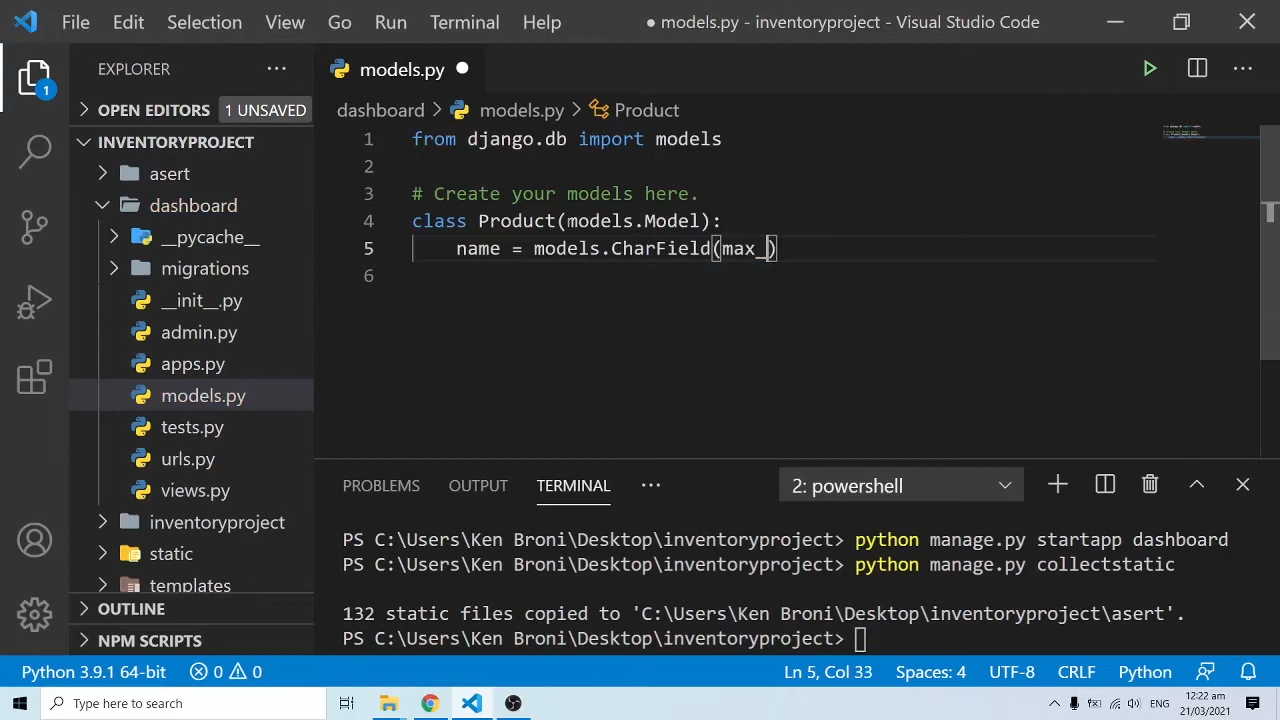 File Edit Selection View Go Run Terminal Help ● models.py - inventoryproject - Visual Studio Code
EXPLORER
1
OPEN EDITORS 1 UNSAVED
INVENTORYPROJECT
asert
dashboard
__pycache__
migrations
__init__.py
admin.py
apps.py
models.py
tests.py
urls.py
views.py
inventoryproject
static
templates
OUTLINE
NPM SCRIPTS
models.py
dashboard > models.py > Product
1 from django.db import models
2
3 # Create your models here.
4 class Product(models.Model):
5 name = models.CharField(max_)
6
PROBLEMS OUTPUT TERMINAL 2: powershell
PS C:\Users\Ken Broni\Desktop\inventoryproject> python manage.py startapp dashboard
PS C:\Users\Ken Broni\Desktop\inventoryproject> python manage.py collectstatic
132 static files copied to 'C:\Users\Ken Broni\Desktop\inventoryproject\asert'.
PS C:\Users\Ken Broni\Desktop\inventoryproject>
Python 3.9.1 64-bit 0 0 Ln 5, Col 33 Spaces: 4 UTF-8 CRLF Python
Type here to search
ENG
12:22 am
21/03/2021